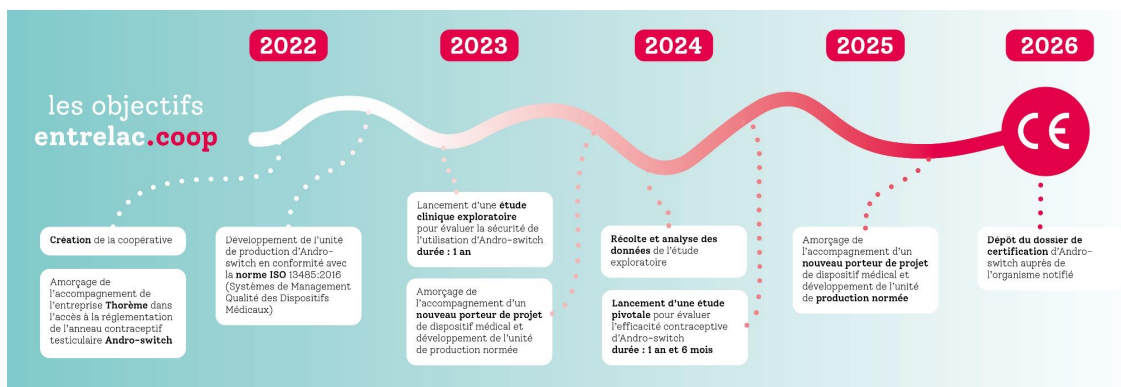 2022
2023
2024
2025
2026
les objectifs
entrelac.coop
CE
Création de la coopérative
Amorçage de
l'accompagnement de
l'entreprise Thorème dans
l'accès à la réglementation
de l'anneau contraceptif
testiculaire Andro-switch
Développement de l'unité
de production d'Andro-
switch en conformité avec
la norme ISO 13485:2016
(Systèmes de Management
Qualité des Dispositifs
Médicaux)
Lancement d'une étude
clinique exploratoire
pour évaluer la sécurité de
l'utilisation d'Andro-switch
durée : 1 an
Amorçage de
l'accompagnement d'un
nouveau porteur de projet
de dispositif médical et
développement de l'unité
de production normée
Récolte et analyse des
données de l'étude
exploratoire
Lancement d'une étude
pivotale pour évaluer
l'efficacité contraceptive
d'Andro-switch
durée : 1 an et 6 mois
Amorçage de
l'accompagnement d'un
nouveau porteur de projet
de dispositif médical et
développement de l'unité
de production normée
Dépôt du dossier de
certification d'Andro-
switch auprès de
l'organisme notifié